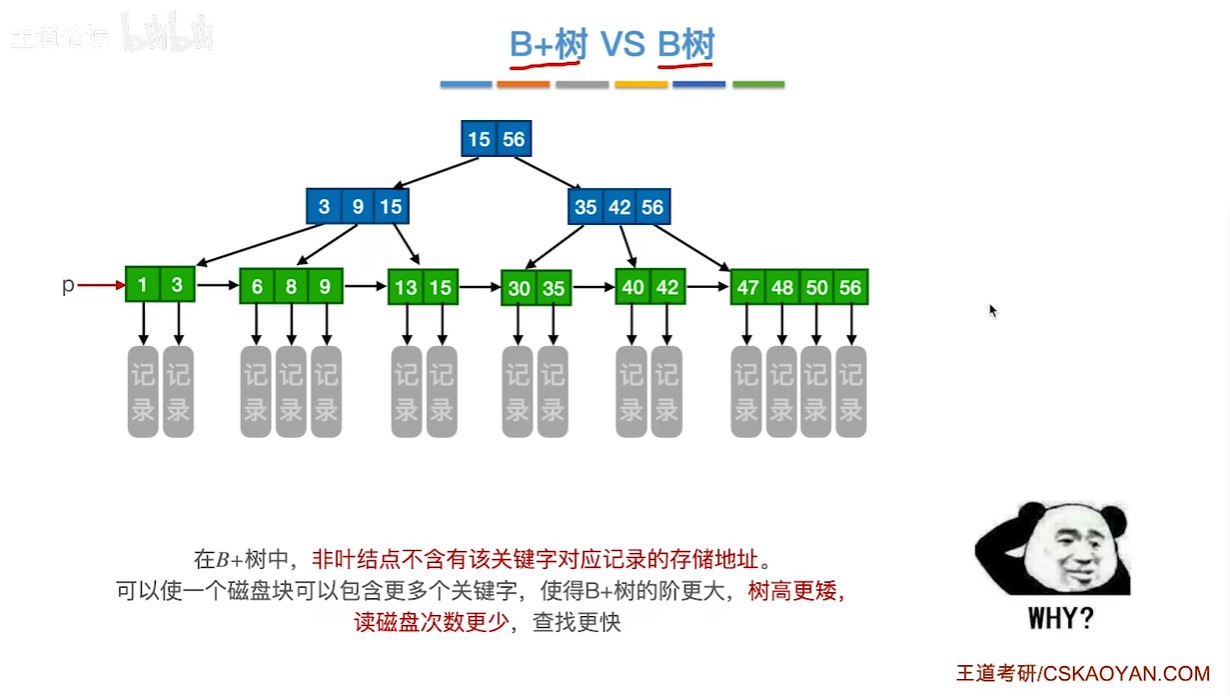 王道论坛 bilibili
B+树 VS B树
15 56
3 9 15 35 42 56
p 1 3 6 8 9 13 15 30 35 40 42 47 48 50 56
记录 记录 记录 记录 记录 记录 记录 记录 记录 记录 记录 记录 记录 记录 记录
在B+树中，非叶结点不含有该关键字对应记录的存储地址。
可以使一个磁盘块可以包含更多个关键字，使得B+树的阶更大，树高更矮，
读磁盘次数更少，查找更快
WHY?
王道考研/CSKAOYAN.COM